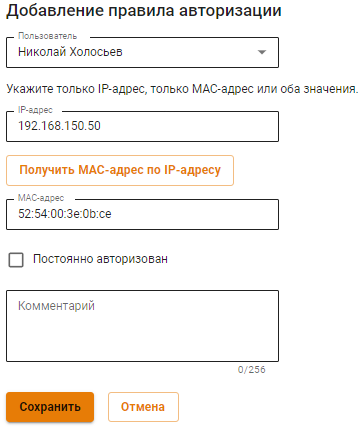 Добавление правила авторизации
Пользователь
Николай Холосьев
Укажите только IP-адрес, только MAC-адрес или оба значения.
IP-адрес
192.168.150.50
Получить MAC-адрес по IP-адресу
MAC-адрес
52:54:00:3e:0b:ce
Постоянно авторизован
Комментарий
0/256
Сохранить Отмена